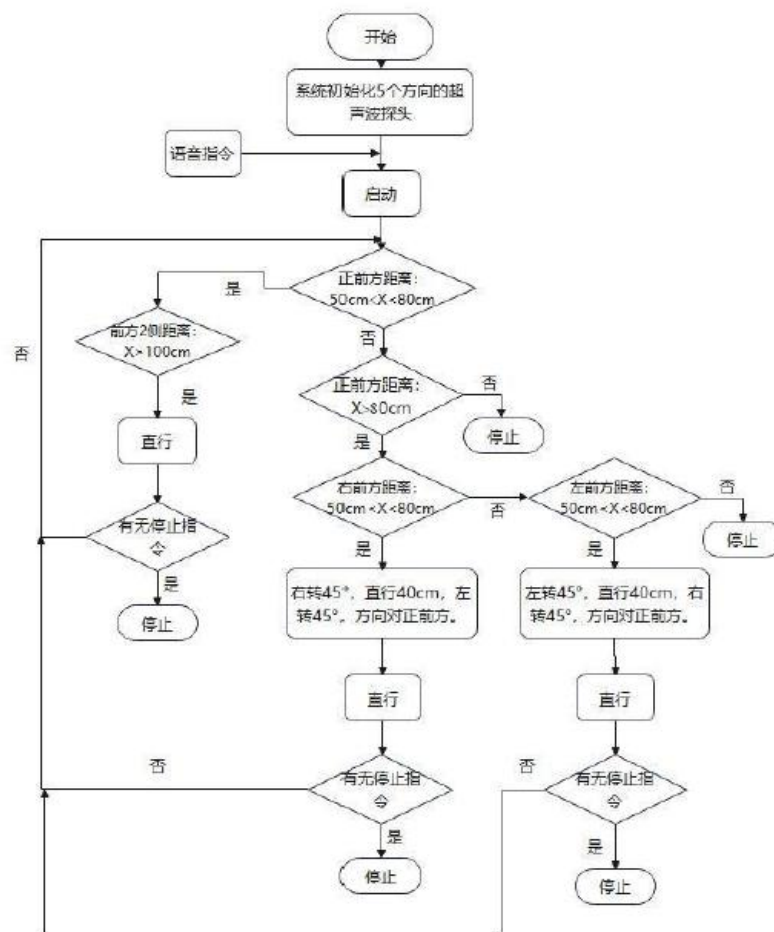 开始
系统初始化5个方向的超
声波探头
语音指令
启动
正前方距离：
50cm<X<80cm
是
否
前方2侧距离：
X>100cm
否
正前方距离：
X>80cm
否
是
停止
是
直行
右前方距离：
50cm<X<80cm
否
左前方距离：
50cm<X<80cm
否
停止
有无停止指
令
是
是
是
停止
右转45°，直行40cm，左
转45°，方向对正前方。
左转45°，直行40cm，右
转45°，方向对正前方。
直行
直行
否
有无停止指
令
否
有无停止指
令
是
是
停止
停止